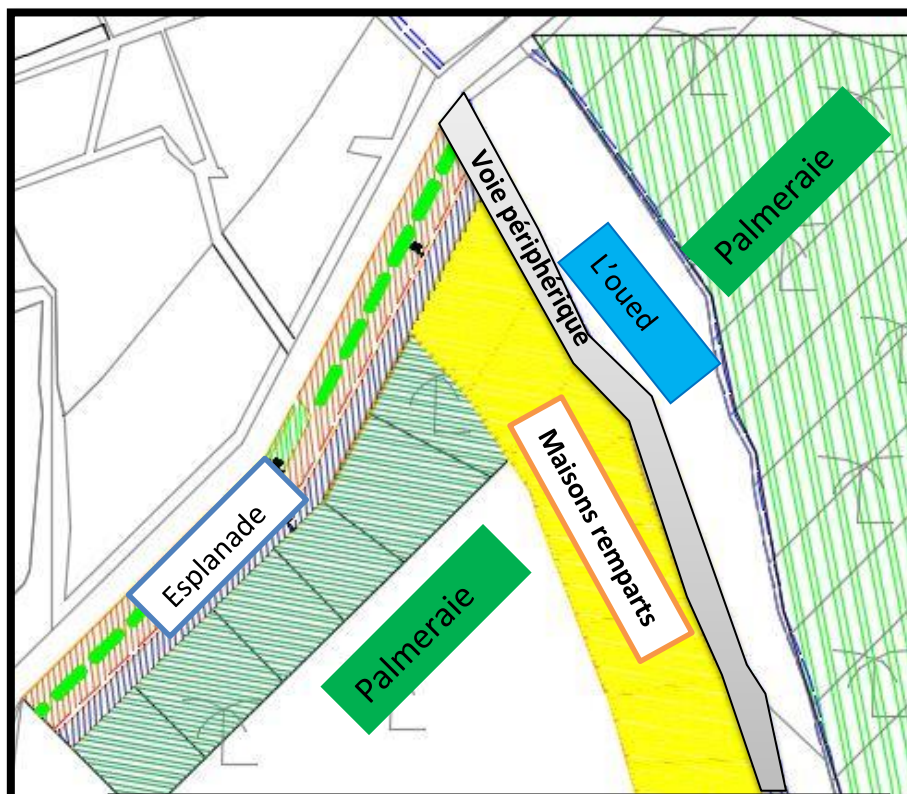 Palmeraie
Voie périphérique
L'oued
Maisons remparts
Esplanade
Palmeraie